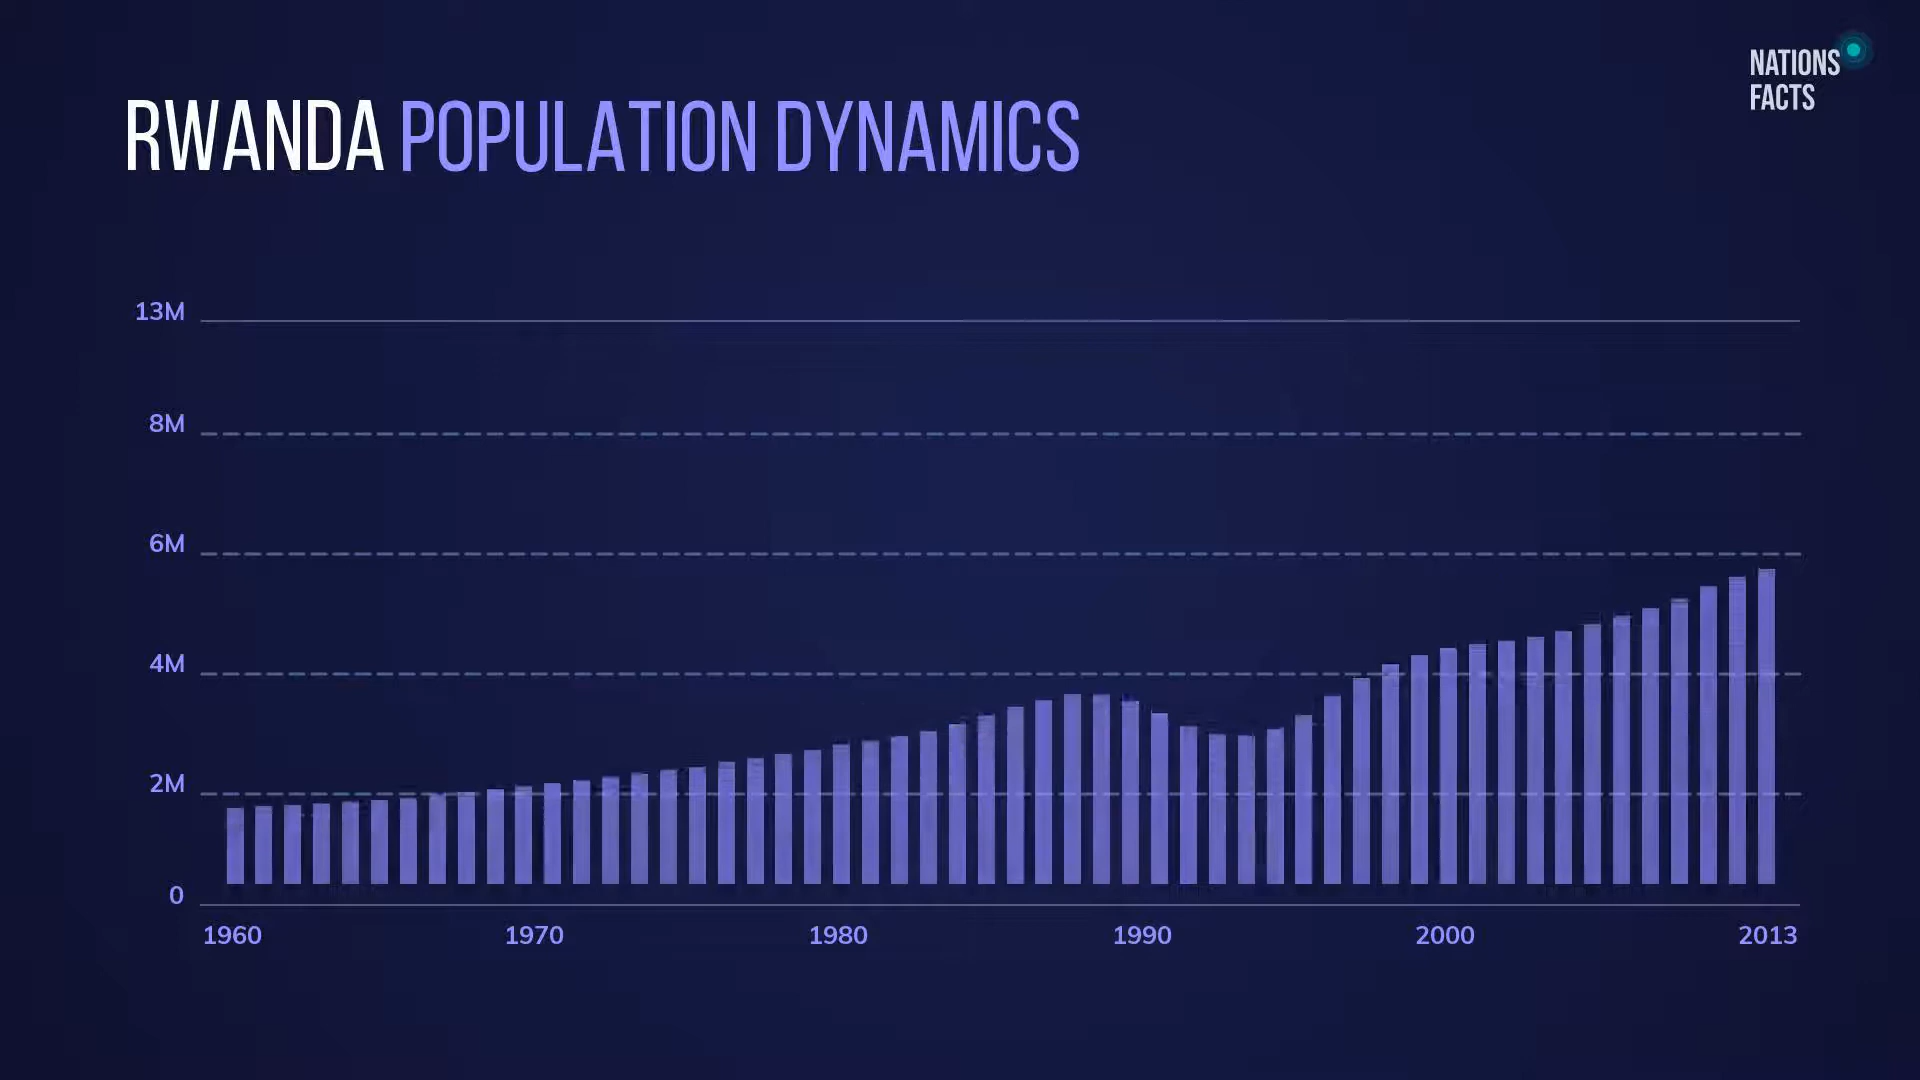 NATIONS
FACTS
RWANDA POPULATION DYNAMICS
13M
8M
6M
4M
2M
0
1960 1970 1980 1990 2000 2013